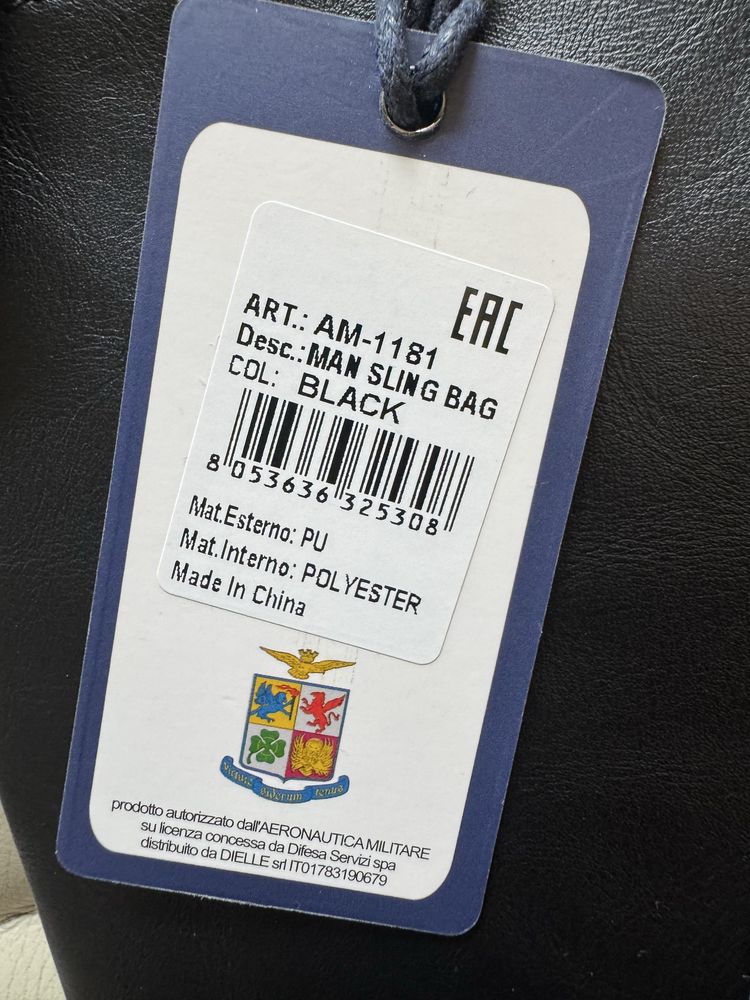 EAC
ART.: AM-1181
Desc.:MAN SLING BAG
COL: BLACK
8 053636 325308
Mat.Esterno: PU
Mat.Interno: POLYESTER
Made In China
virtute siderum tenus
prodotto autorizzato dall'AERONAUTICA MILITARE
su licenza concessa da Difesa Servizi spa
distribuito da DIELLE srl IT01783190679